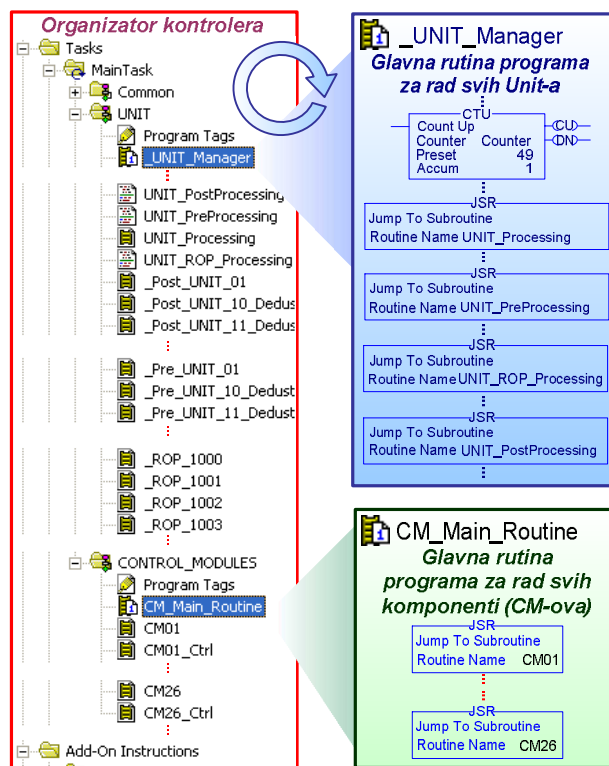 Organizator kontrolera
Tasks
MainTask
Common
UNIT
Program Tags
_UNIT_Manager
UNIT_PostProcessing
UNIT_PreProcessing
UNIT_Processing
UNIT_ROP_Processing
_Post_UNIT_01
_Post_UNIT_10_Dedus
_Post_UNIT_11_Dedus
_Pre_UNIT_01
_Pre_UNIT_10_Dedust
_Pre_UNIT_11_Dedust
_ROP_1000
_ROP_1001
_ROP_1002
_ROP_1003
CONTROL_MODULES
Program Tags
CM_Main_Routine
CM01
CM01_Ctrl
CM26
CM26_Ctrl
Add-On Instructions
_UNIT_Manager
Glavna rutina programa
za rad svih Unit-a
CTU
Count Up
Counter Counter
Preset 49
Accum 1
CU
DN
JSR
Jump To Subroutine
Routine Name UNIT_Processing
JSR
Jump To Subroutine
Routine Name UNIT_PreProcessing
JSR
Jump To Subroutine
Routine Name UNIT_ROP_Processing
JSR
Jump To Subroutine
Routine Name UNIT_PostProcessing
CM_Main_Routine
Glavna rutina
programa za rad svih
komponenti (CM-ova)
JSR
Jump To Subroutine
Routine Name CM01
JSR
Jump To Subroutine
Routine Name CM26